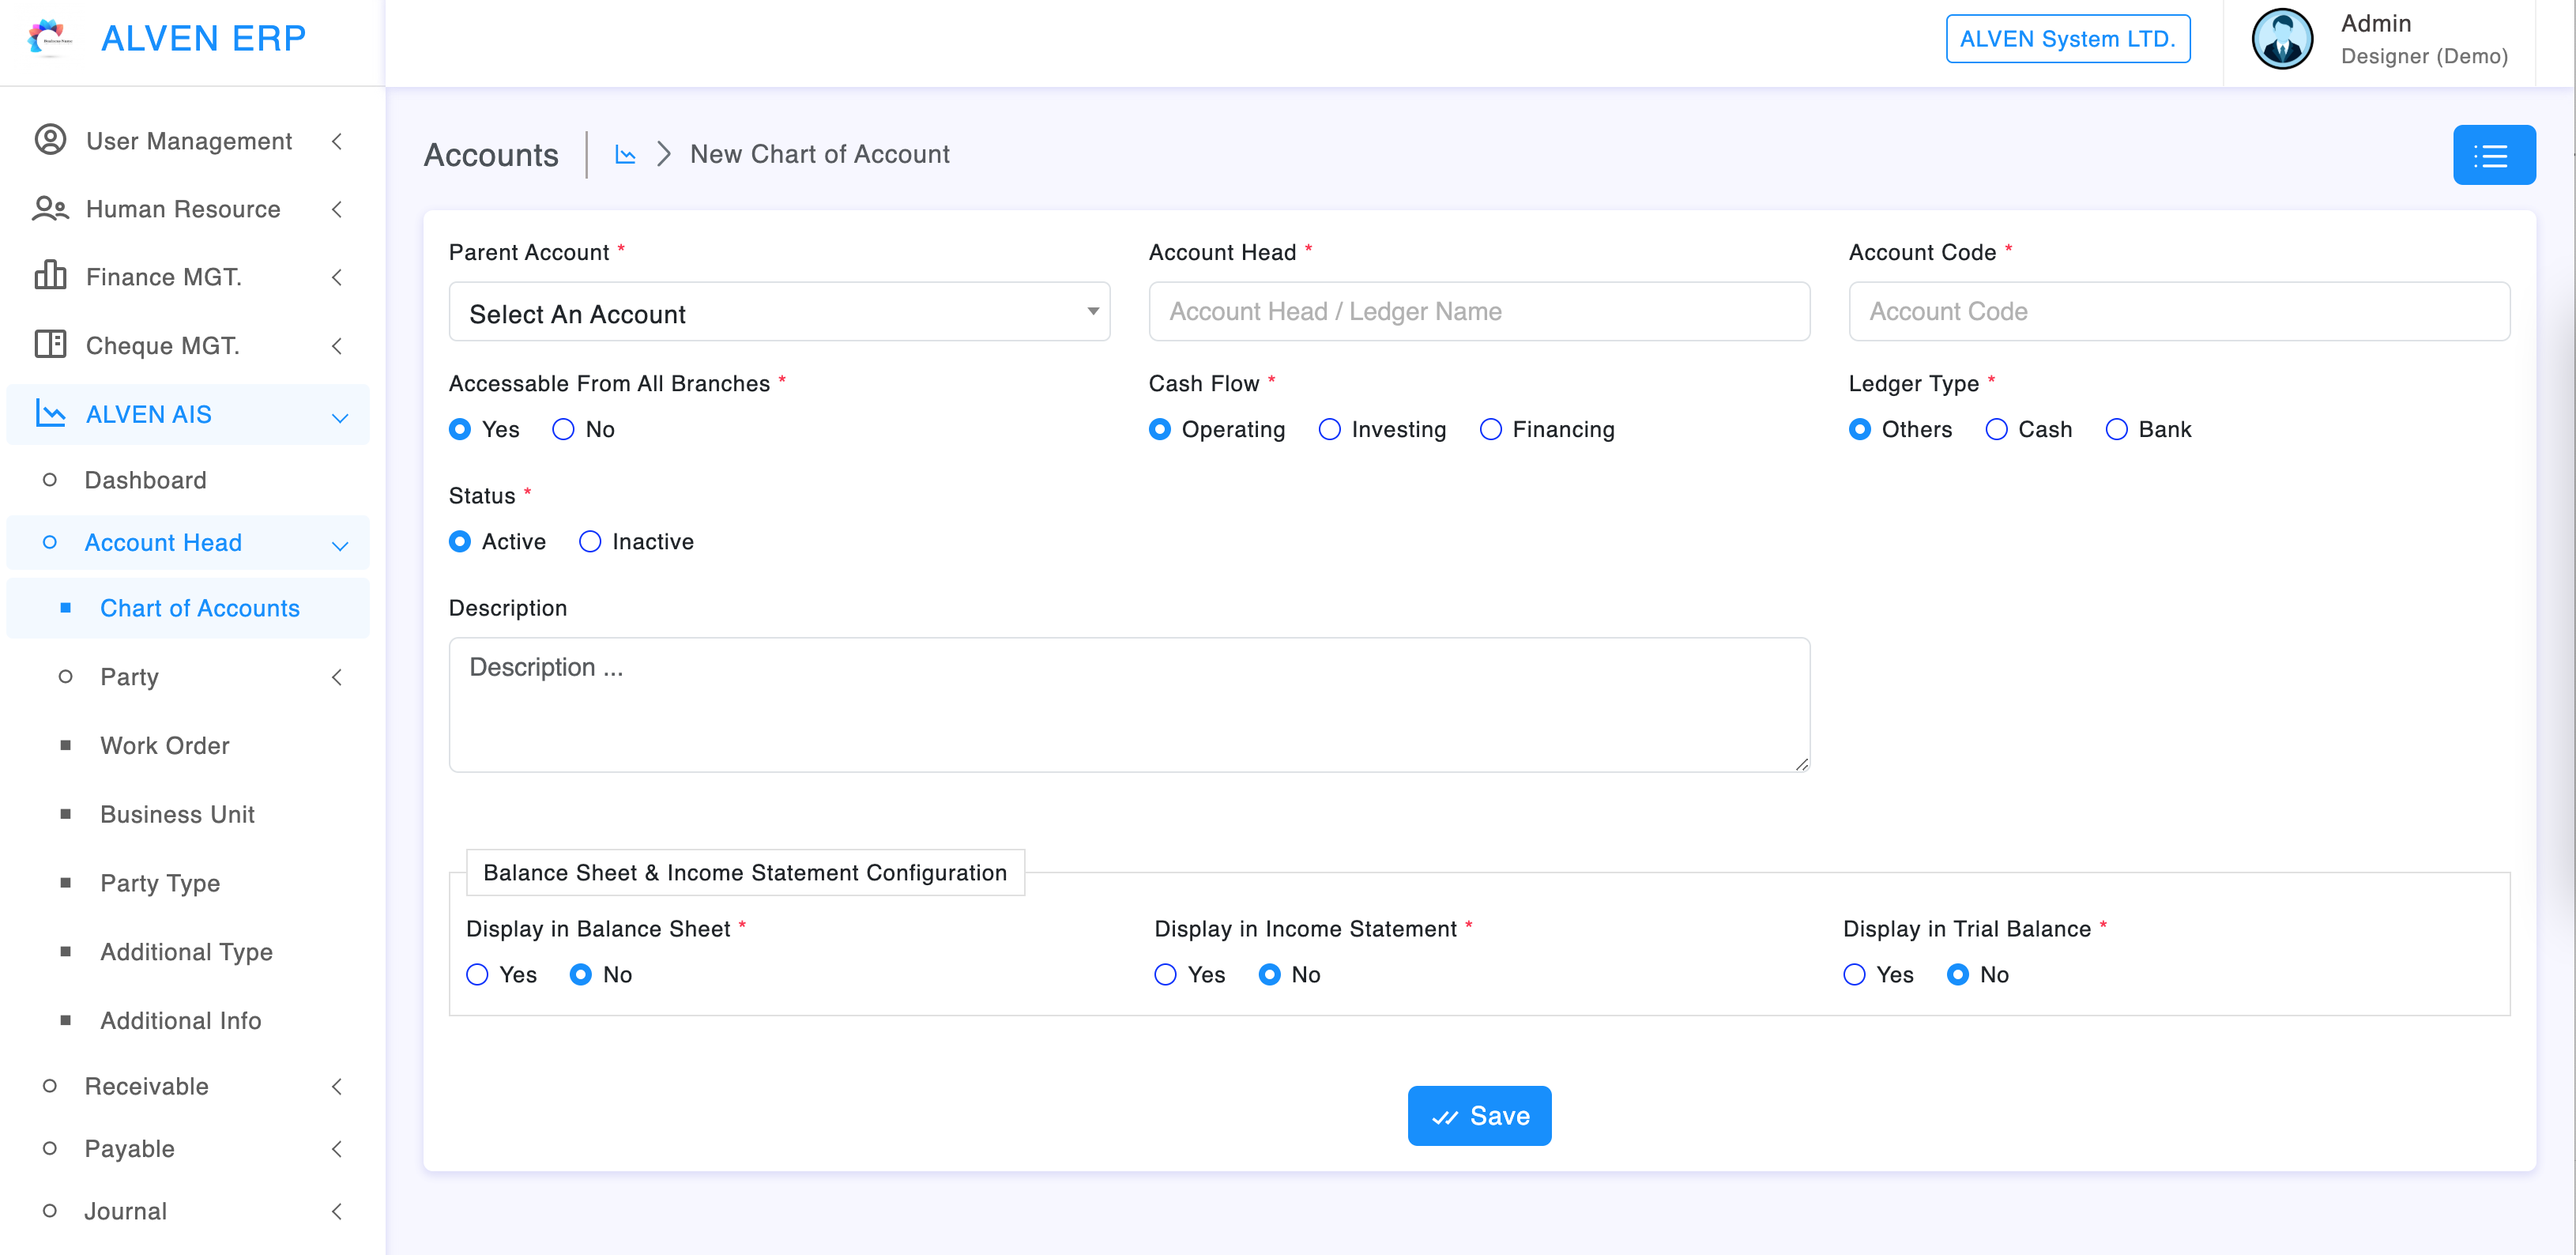 ALVEN ERP
ALVEN System LTD.
Admin
Designer (Demo)
User Management
Human Resource
Finance MGT.
Cheque MGT.
ALVEN AIS
Dashboard
Account Head
Chart of Accounts
Party
Work Order
Business Unit
Party Type
Additional Type
Additional Info
Receivable
Payable
Journal
Accounts
New Chart of Account
Parent Account * Account Head * Account Code *
Select An Account Account Head / Ledger Name Account Code
Accessable From All Branches * Cash Flow * Ledger Type *
Yes No Operating Investing Financing Others Cash Bank
Status *
Active Inactive
Description
Description ...
Balance Sheet & Income Statement Configuration
Display in Balance Sheet * Display in Income Statement * Display in Trial Balance *
Yes No Yes No Yes No
Save